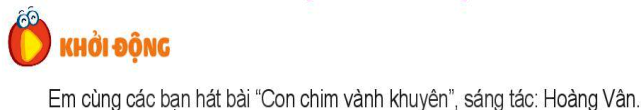 KHỞI ĐỘNG
Em cùng các bạn hát bài “Con chim vành khuyên”, sáng tác: Hoàng Vân.